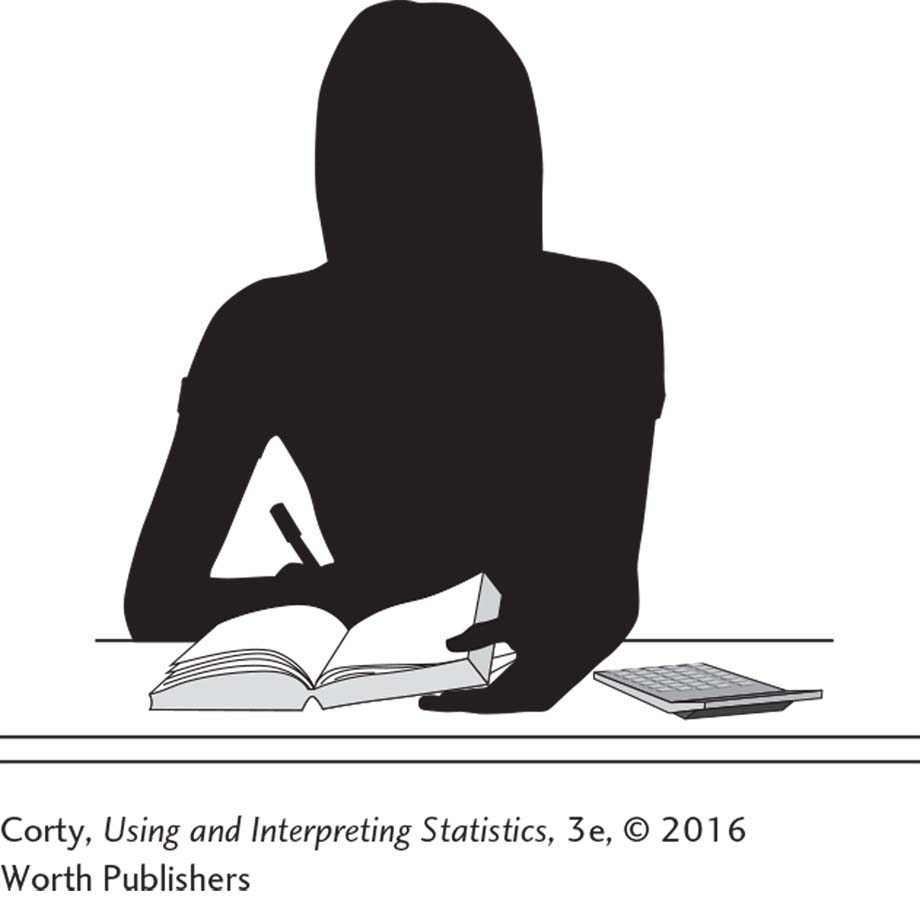 Corty, Using and Interpreting Statistics, 3e, © 2016
Worth Publishers